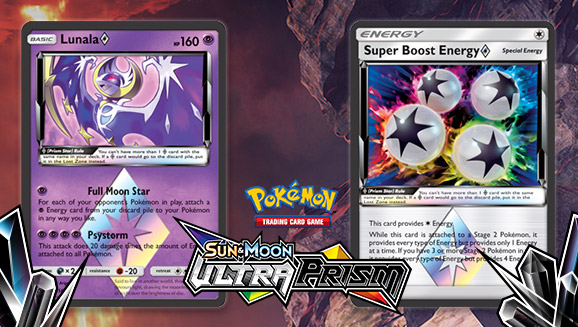 BASIC Lunala HP160
[Prism Star] Rule You can't have more than 1 card with the
same name in your deck. If a card would go to the discard pile, put
it in the Lost Zone instead.
Full Moon Star
For each of your opponent's Pokémon in play, attach a
Energy card from your discard pile to your Pokémon
in any way you like.
Psystorm
This attack does 20 damage times the amount of
attached to all Pokémon.
×2 resistance -20 retreat
POKÉMON
TRADING CARD GAME
SUN & MOON
ULTRA PRISM
ENERGY
Super Boost Energy Special Energy
[Prism Star] Rule You can't have more than 1 card with the
same name in your deck. If a card would go to the discard pile, put
it in the Lost Zone instead.
This card provides Energy.
While this card is attached to a Stage 2 Pokémon, it
provides every type of Energy but provides only 1 Energy
at a time. If you have 3 or more Stage 2 Pokémon in
every type of Energy but provides 4